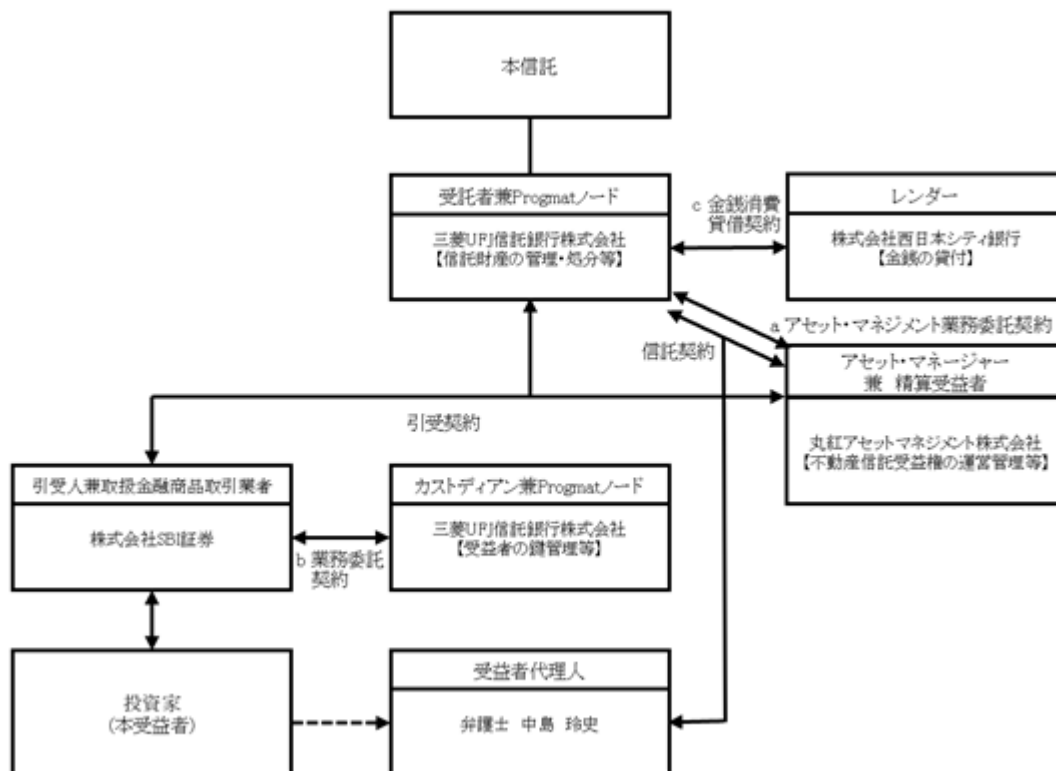 本信託
受託者兼Progmatノード
三菱UFJ信託銀行株式会社
【信託財産の管理・処分等】
c 金銭消費
貸借契約
レンダー
株式会社西日本シティ銀行
【金銭の貸付】
a アセット・マネジメント業務委託契約
信託契約
アセット・マネージャー
兼 精算受益者
丸紅アセットマネジメント株式会社
【不動産信託受益権の運営管理等】
引受契約
引受人兼取扱金融商品取引業者
株式会社SBI証券
b 業務委託
契約
カストディアン兼Progmatノード
三菱UFJ信託銀行株式会社
【受益者の鍵管理等】
投資家
(本受益者)
受益者代理人
弁護士 中島 玲史